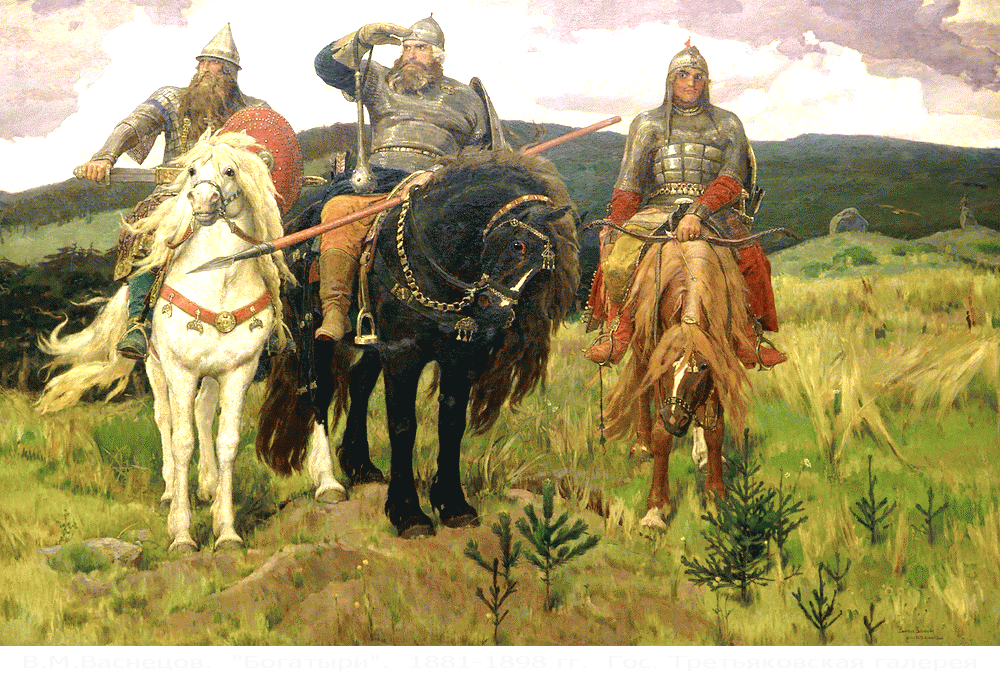 В.М.Васнецов. "Богатыри". 1881-1898 гг. Гос. Третьяковская галерея